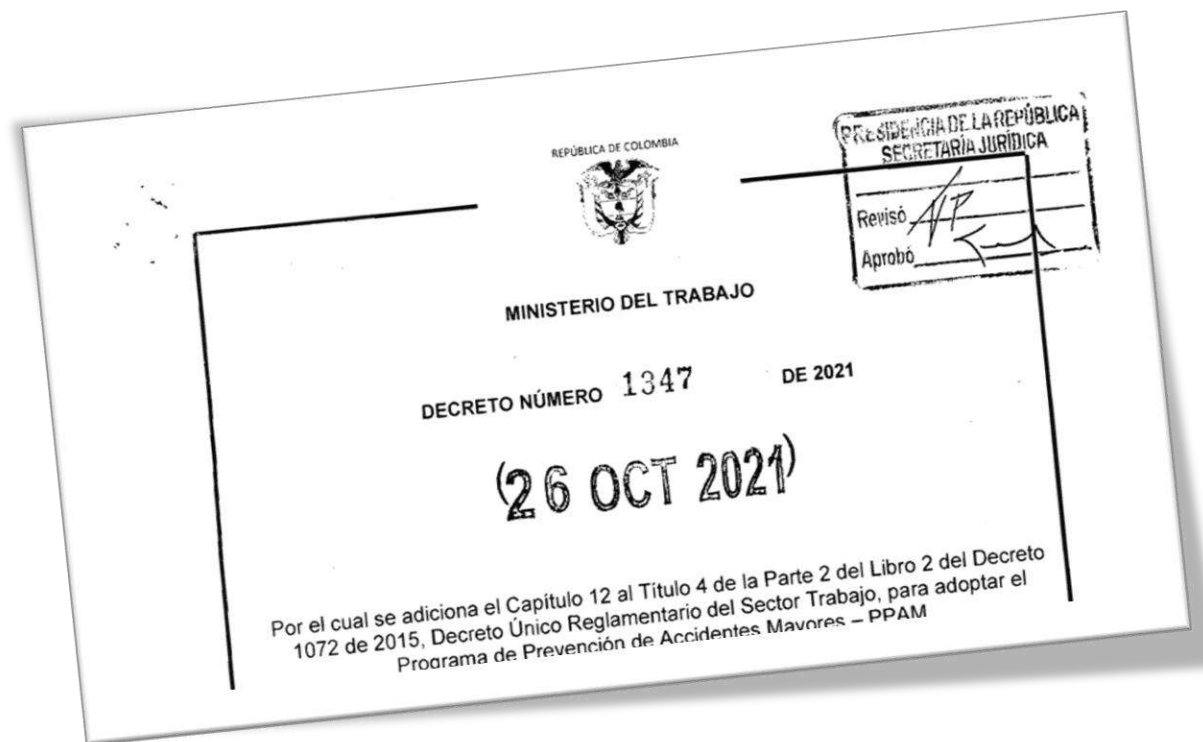 REPÚBLICA DE COLOMBIA
PRESIDENCIA DE LA REPÚBLICA
SECRETARÍA JURÍDICA
Revisó
Aprobó
MINISTERIO DEL TRABAJO
DECRETO NÚMERO 1347 DE 2021
(26 OCT 2021)
Por el cual se adiciona el Capítulo 12 al Título 4 de la Parte 2 del Libro 2 del Decreto
1072 de 2015, Decreto Único Reglamentario del Sector Trabajo, para adoptar el
Programa de Prevención de Accidentes Mayores – PPAM